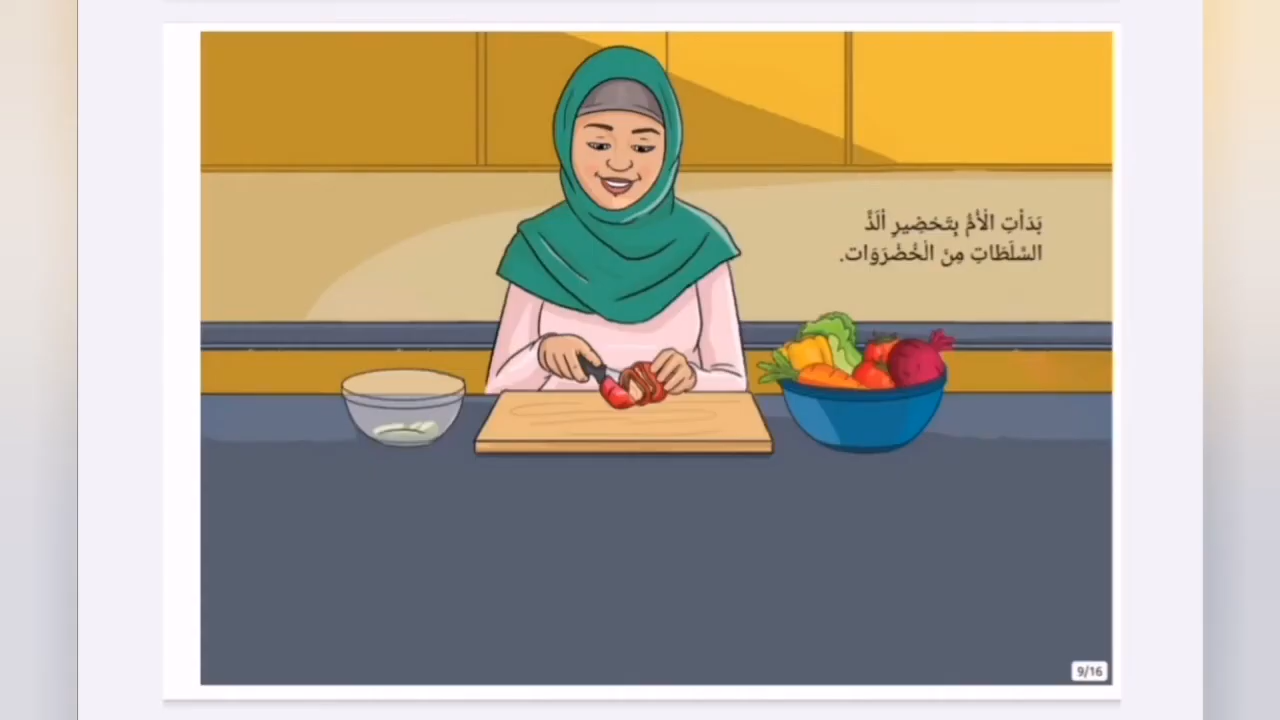 بَدَأَتِ الْأُمُّ بِتَحْضِيرِ أَلَذِّ
السَّلَطَاتِ مِنَ الْخُضْرَوَات.
9/16